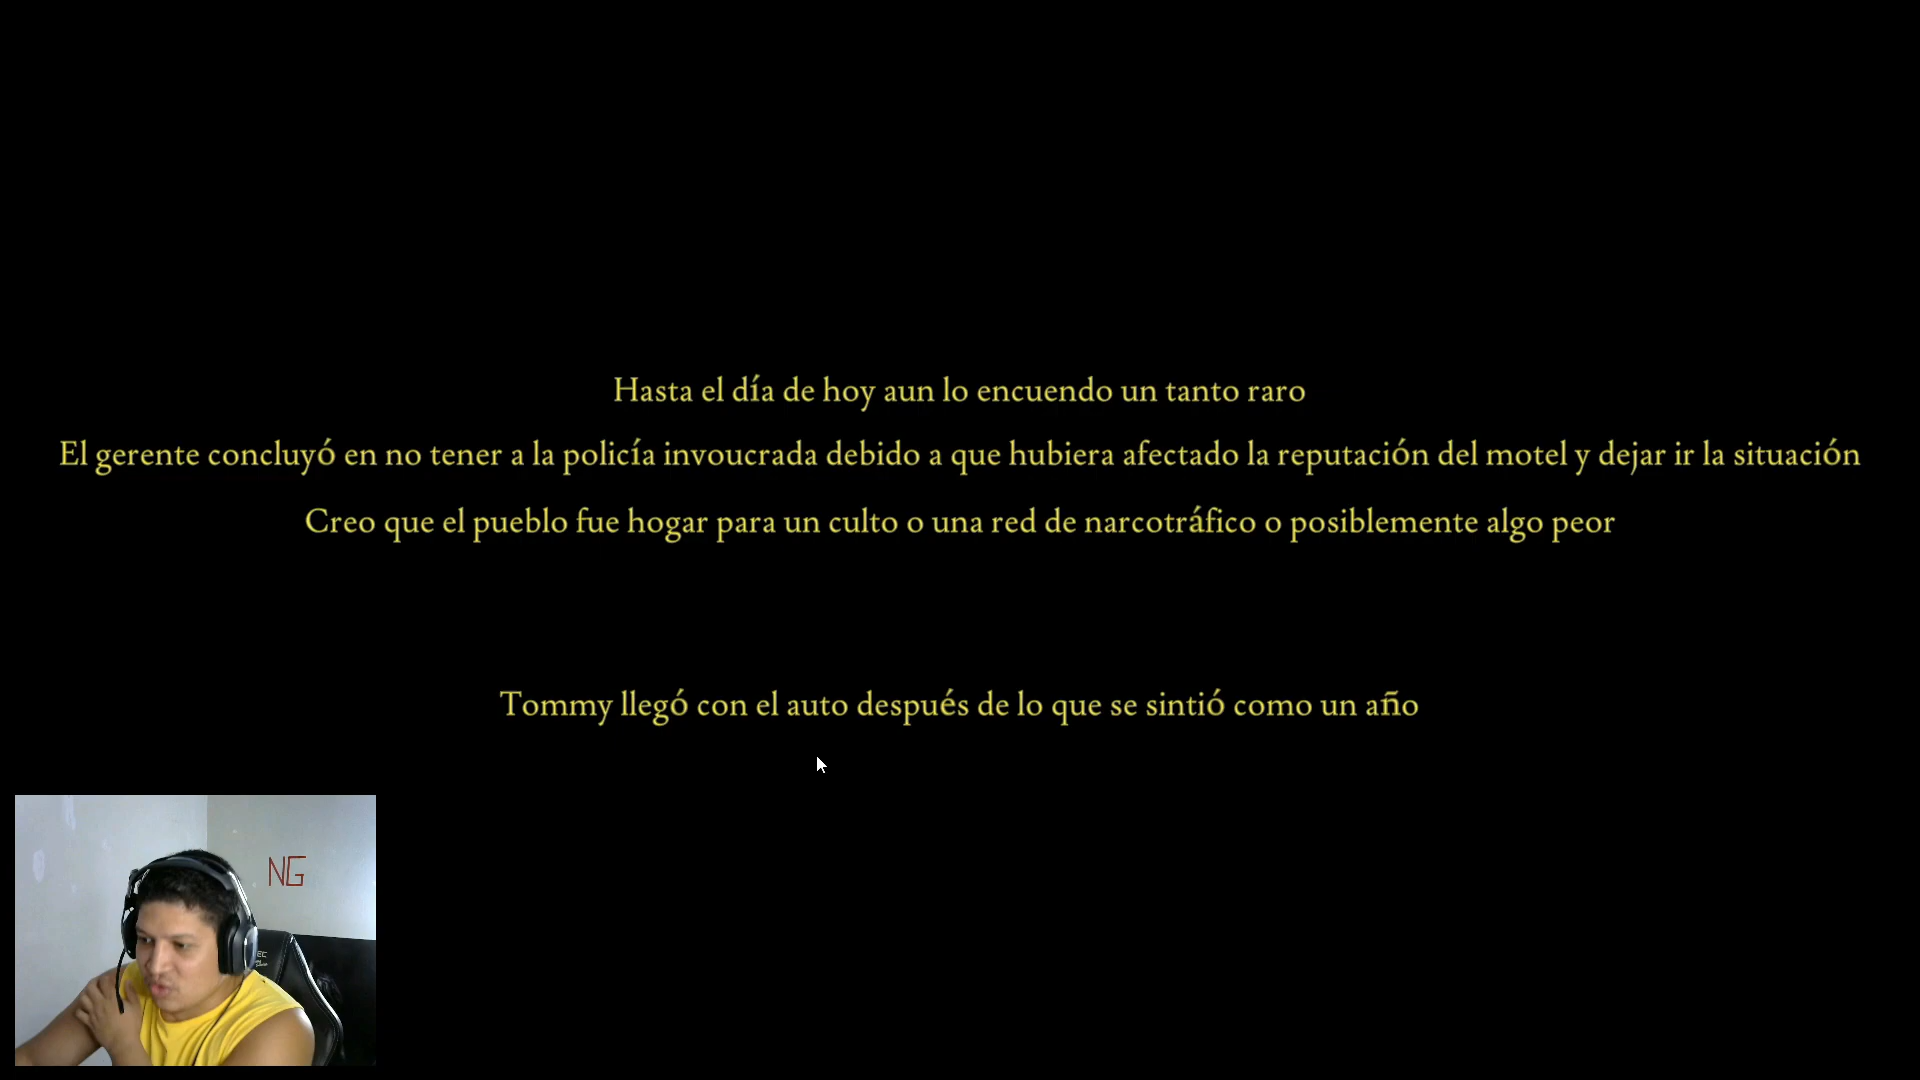 Hasta el día de hoy aun lo encuendo un tanto raro
El gerente concluyó en no tener a la policía invoucrada debido a que hubiera afectado la reputación del motel y dejar ir la situación
Creo que el pueblo fue hogar para un culto o una red de narcotráfico o posiblemente algo peor
Tommy llegó con el auto después de lo que se sintió como un año
NG